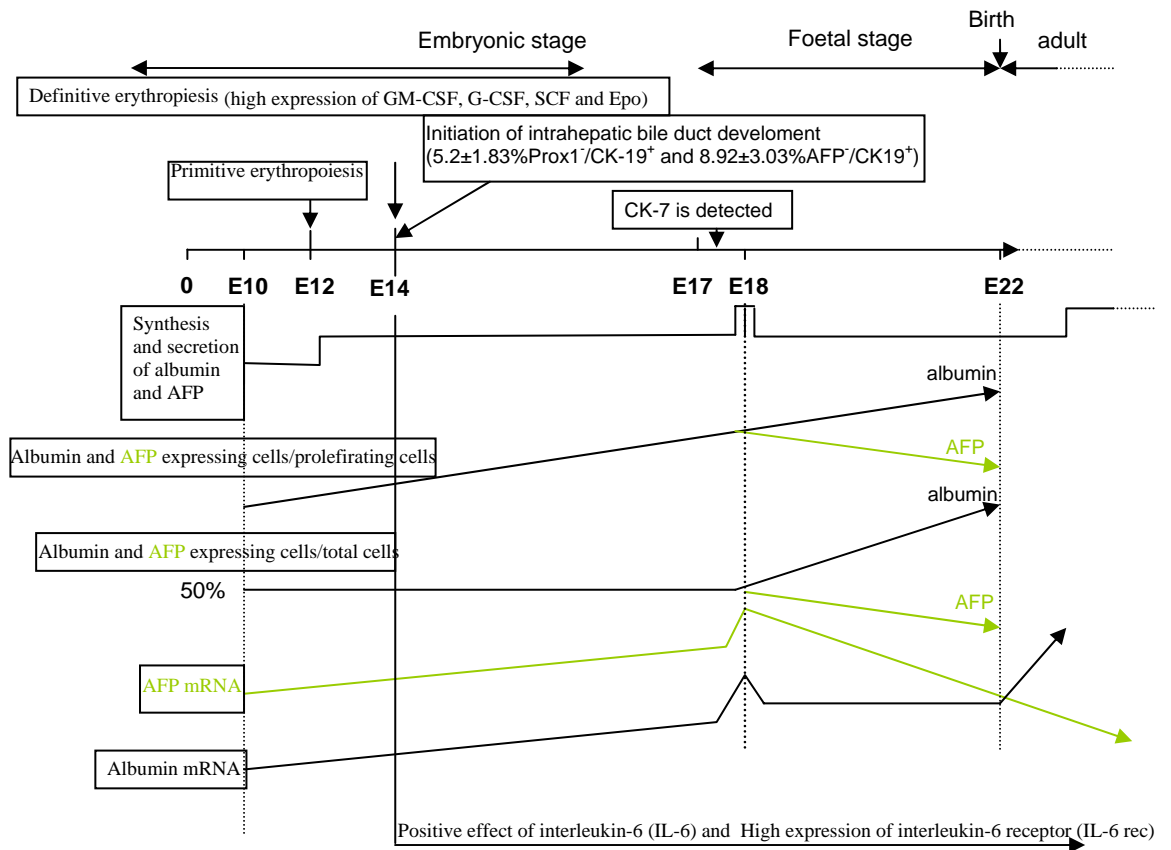 Birth
Embryonic stage
Foetal stage
adult
Definitive erythropiesis (high expression of GM-CSF, G-CSF, SCF and Epo)
Initiation of intrahepatic bile duct develoment
(5.2±1.83%Prox1⁻/CK-19⁺ and 8.92±3.03%AFP⁻/CK19⁺)
Primitive erythropoiesis
CK-7 is detected
0 E10 E12 E14 E17 E18 E22
Synthesis
and secretion
of albumin
and AFP
albumin
Albumin and AFP expressing cells/prolefirating cells
AFP
albumin
Albumin and AFP expressing cells/total cells
50%
AFP
AFP mRNA
Albumin mRNA
Positive effect of interleukin-6 (IL-6) and High expression of interleukin-6 receptor (IL-6 rec)